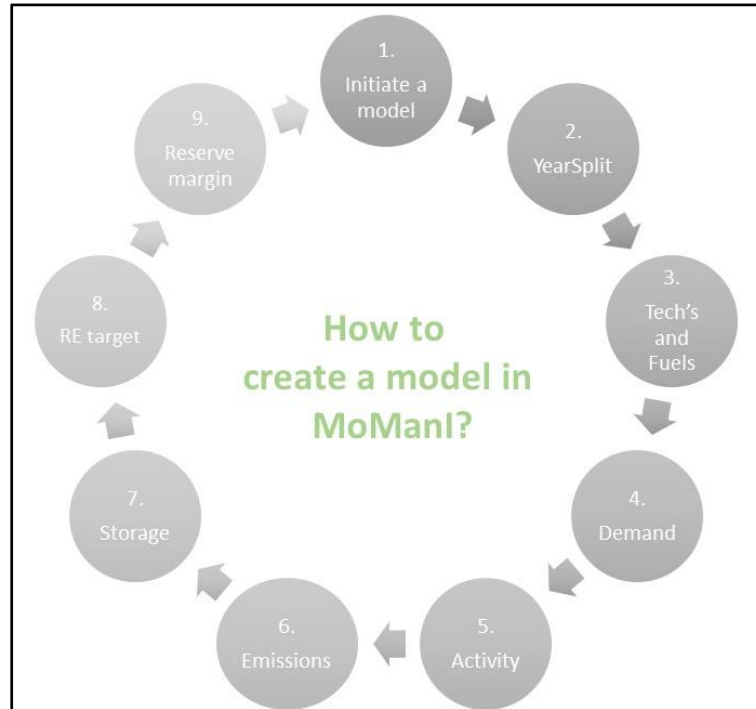 1.
Initiate a
model
2.
YearSplit
3.
Tech's
and
Fuels
4.
Demand
5.
Activity
6.
Emissions
7.
Storage
8.
RE target
9.
Reserve
margin
How to
create a model in
MoManI?